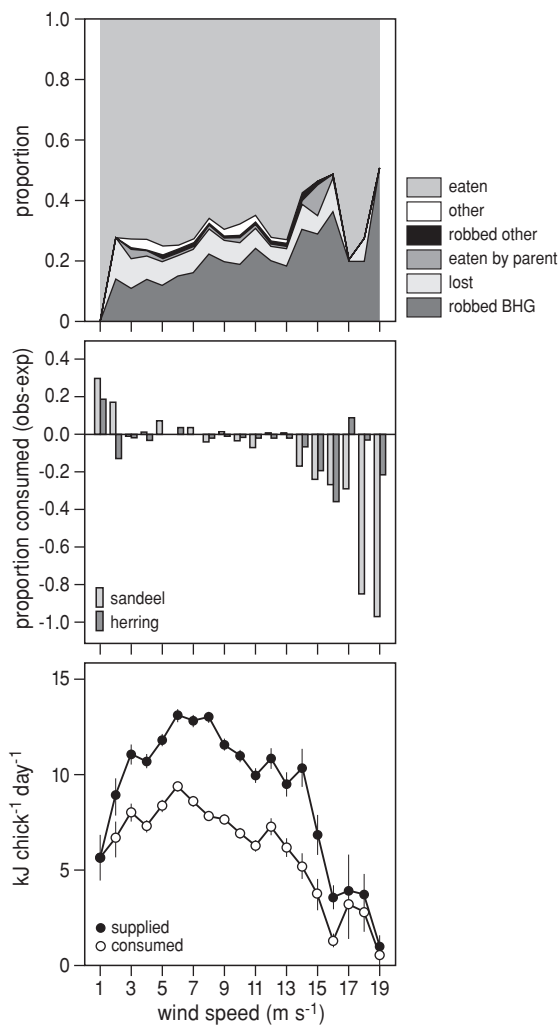 1.0
0.8
0.6
0.4
0.2
0
proportion
eaten
other
robbed other
eaten by parent
lost
robbed BHG
0.4
0.2
0.0
-0.2
-0.4
-0.6
-0.8
-1.0
proportion consumed (obs-exp)
sandeel
herring
15
10
5
0
kJ chick-1 day-1
supplied
consumed
1 3 5 7 9 11 13 15 17 19
wind speed (m s-1)